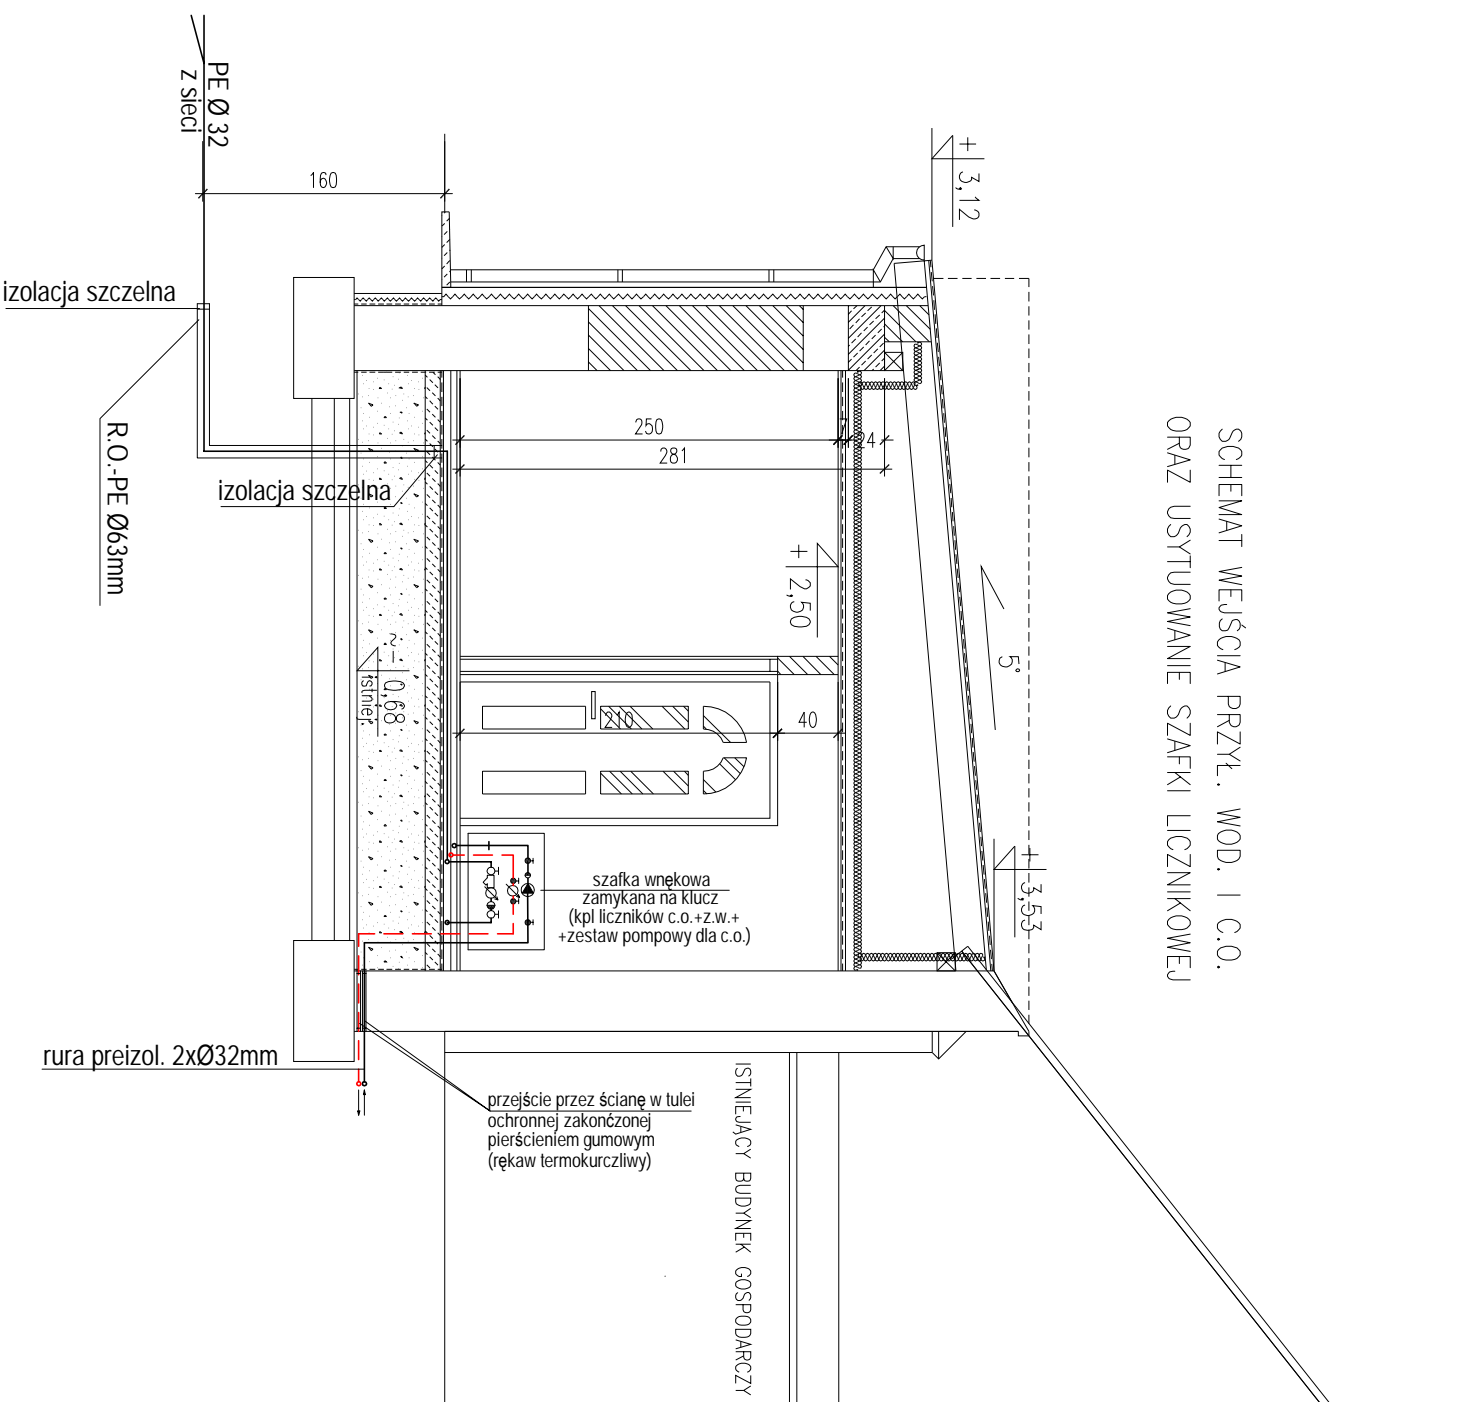 SCHEMAT WEJŚCIA PRZYŁ. WOD. I C.O.
ORAZ USYTUOWANIE SZAFKI LICZNIKOWEJ
PE Ø 32
z sieci
160
+ 3,12
izolacja szczelna
R.O.-PE Ø63mm
izolacja szczelna
250
7
24
281
+ 2,50
5°
~- 0,68
istniej
210
40
+ 3,53
szafka wnękowa
zamykana na klucz
(kpl liczników c.o.+z.w.+
+zestaw pompowy dla c.o.)
rura preizol. 2xØ32mm
przejście przez ścianę w tulei
ochronnej zakonćzonej
pierścieniem gumowym
(rękaw termokurczliwy)
ISTNIEJĄCY BUDYNEK GOSPODARCZY